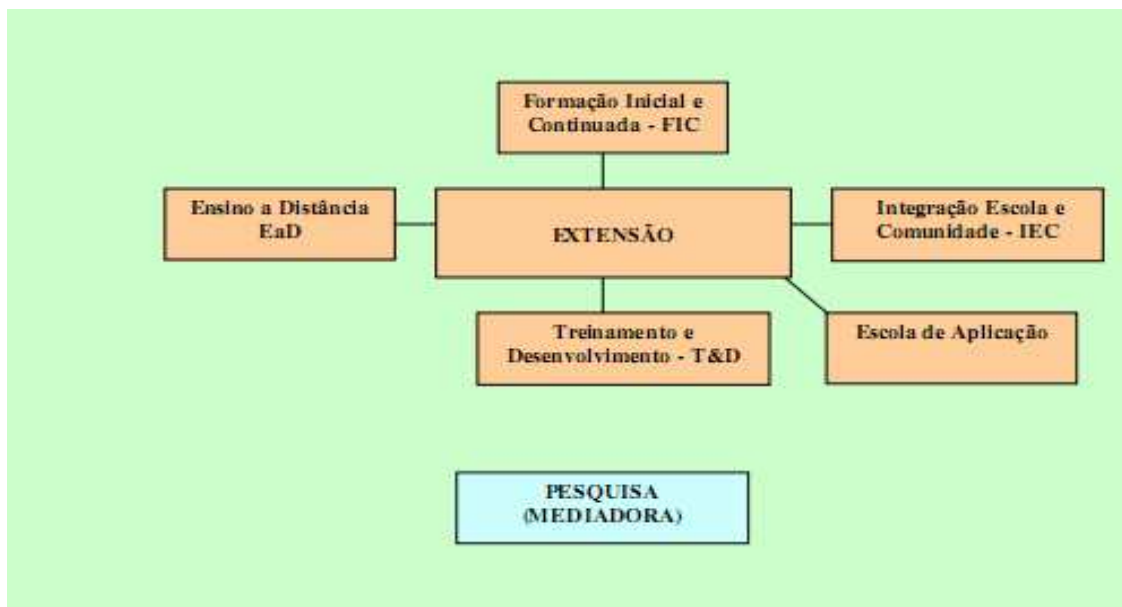 Formação Inicial e
Continuada - FIC
Ensino a Distância
EaD
EXTENSÃO
Integração Escola e
Comunidade - IEC
Treinamento e
Desenvolvimento - T&D
Escola de Aplicação
PESQUISA
(MEDIADORA)